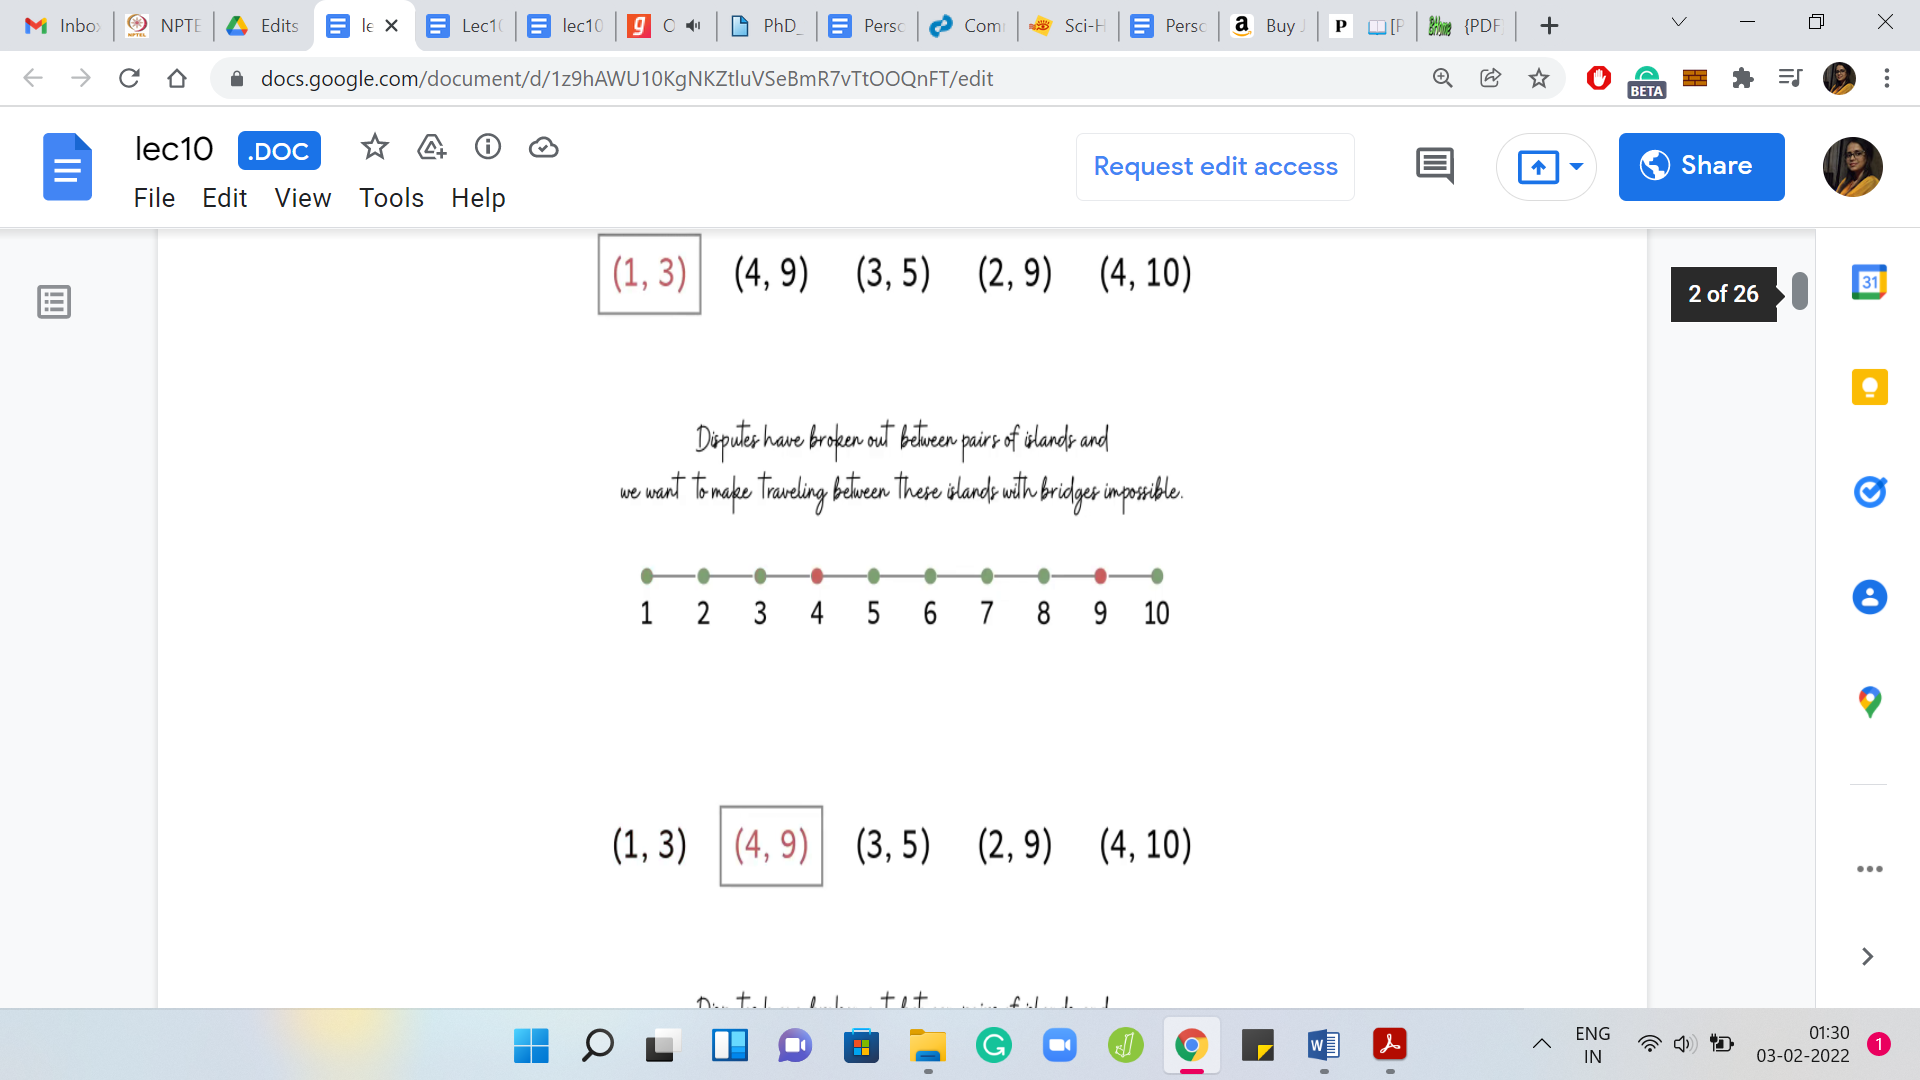 Inbo
NPTE
Edits
le
Lec1
lec10
O
PhD_
Perso
Com
Sci-H
Perso
Buy J
[P
{PDF
docs.google.com/document/d/1z9hAWU10KgNKZtluVSeBmR7vTtOOQnFT/edit
BETA
lec10 .DOC
File Edit View Tools Help
Request edit access
Share
31
2 of 26
(1, 3) (4, 9) (3, 5) (2, 9) (4, 10)
Disputes have broken out between pairs of islands and
we want to make traveling between these islands with bridges impossible.
1 2 3 4 5 6 7 8 9 10
(1, 3) (4, 9) (3, 5) (2, 9) (4, 10)
ENG
IN
01:30
03-02-2022
1